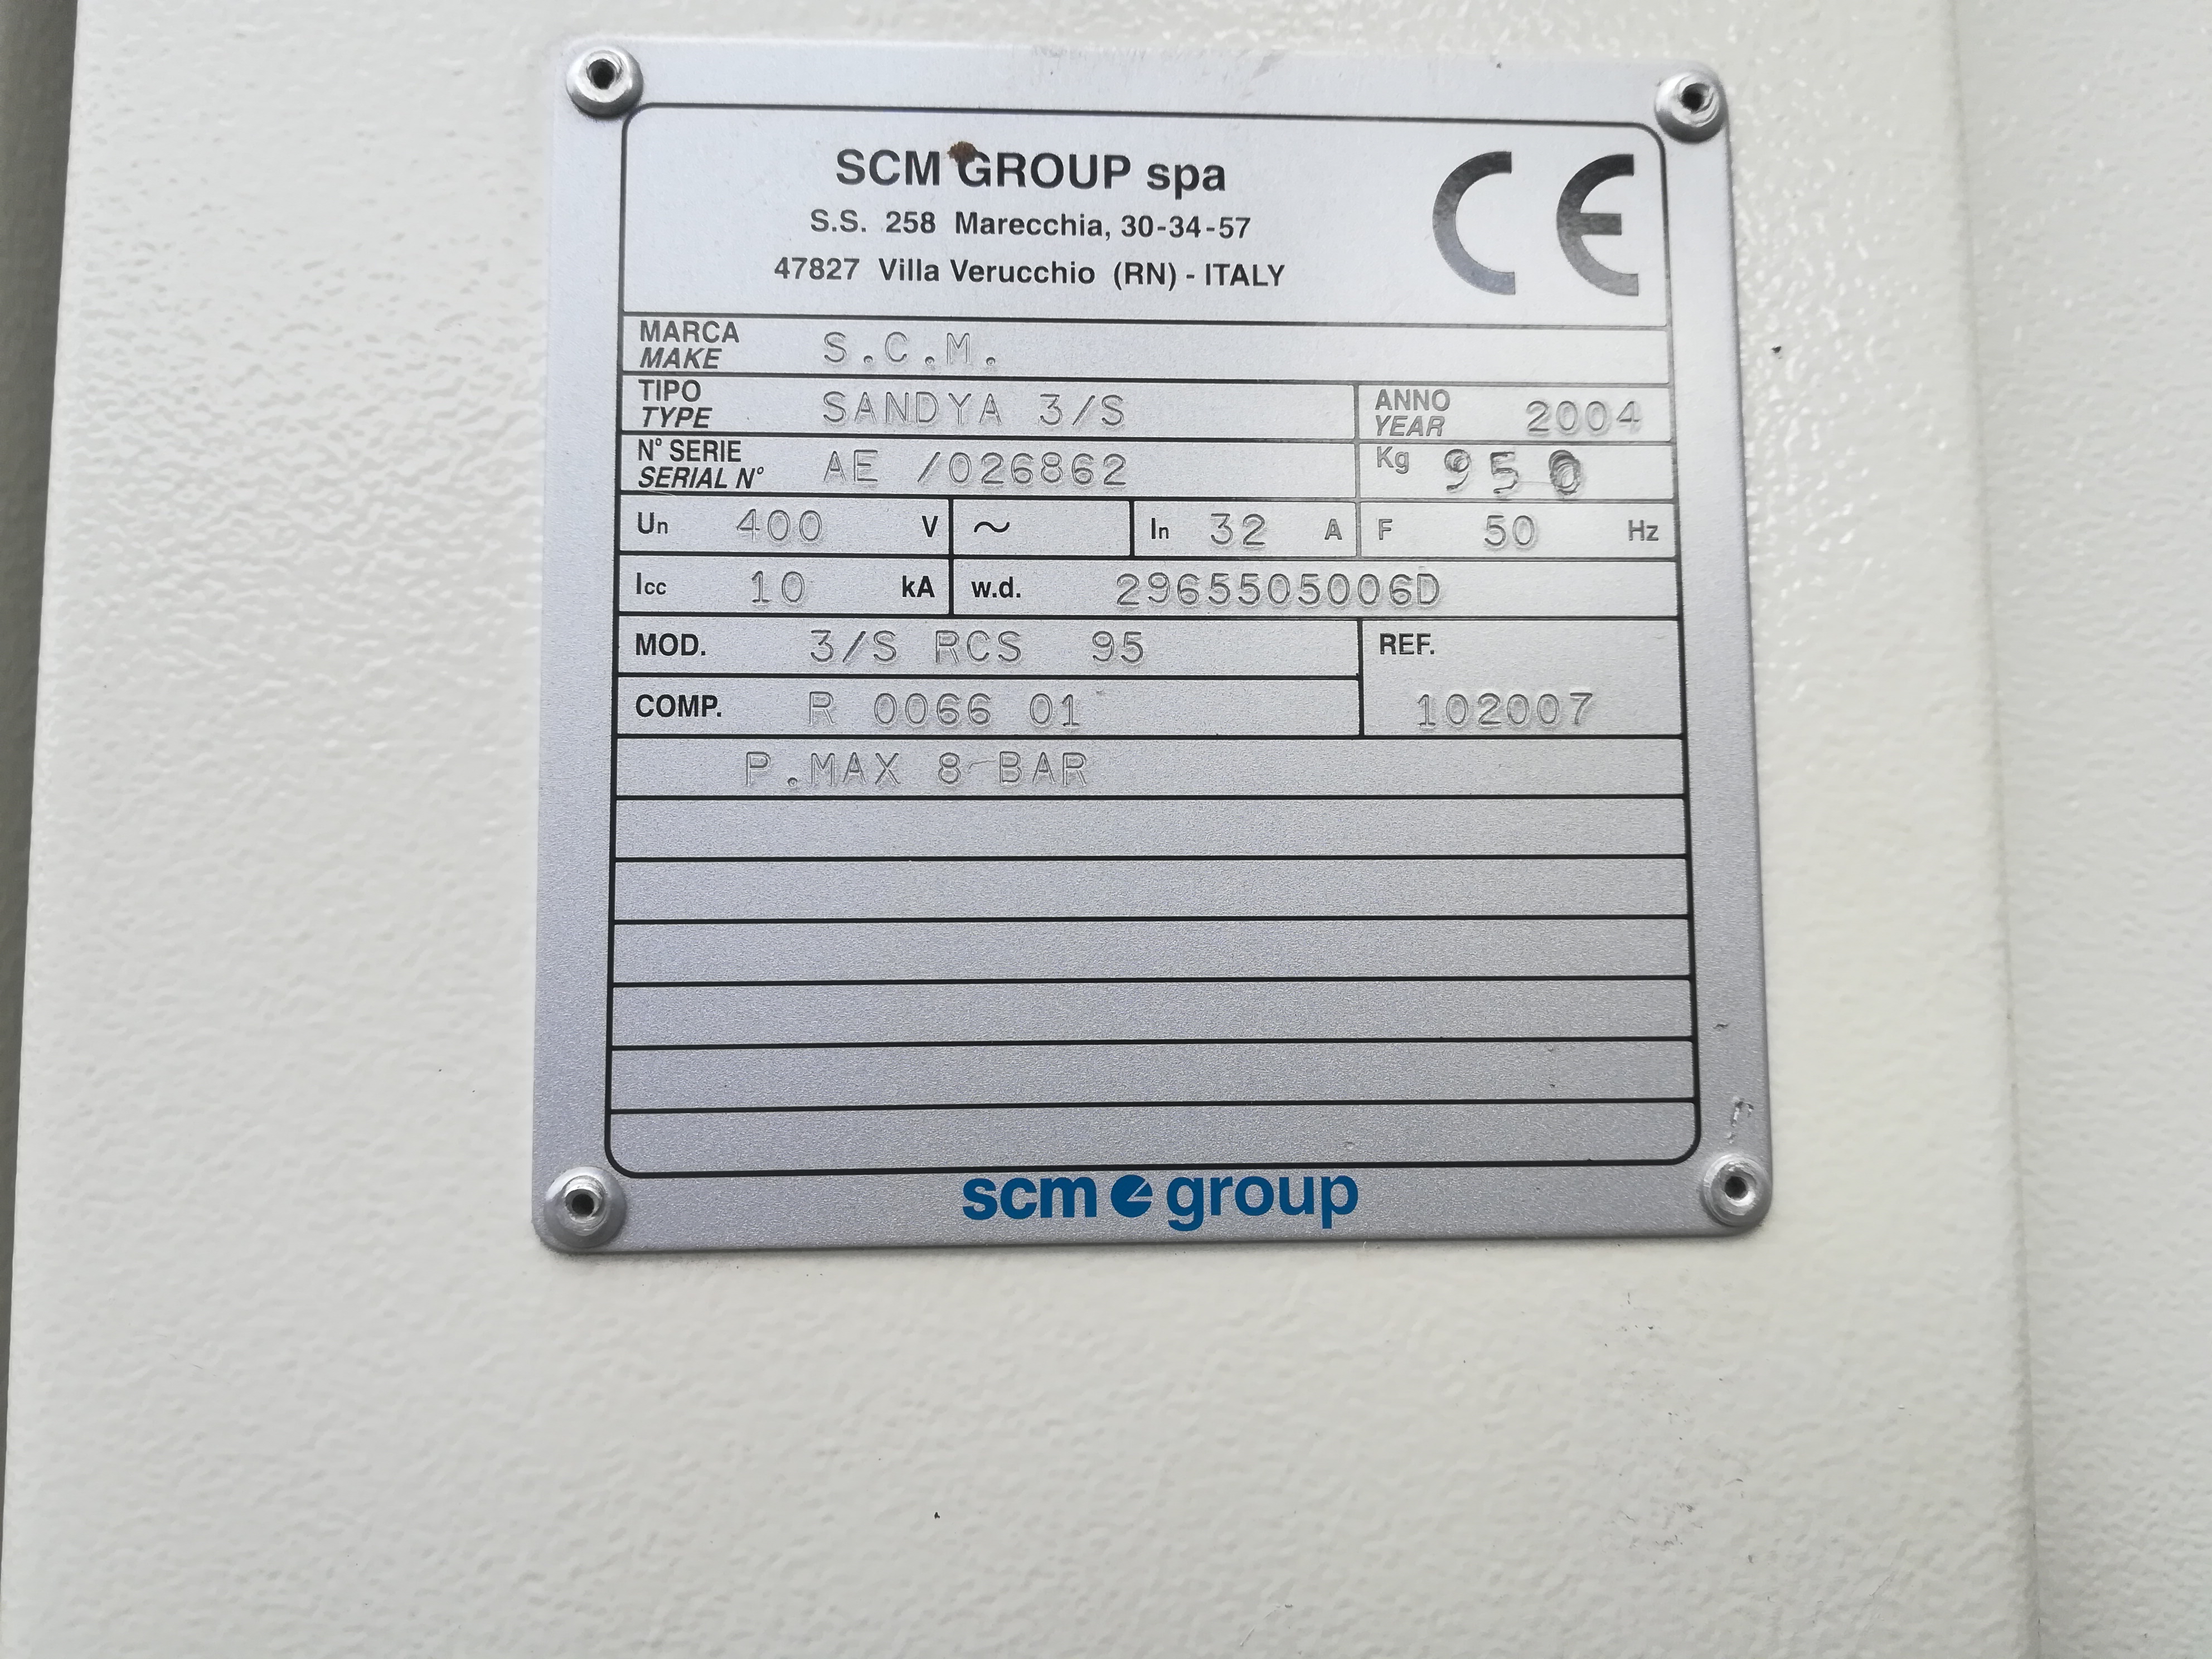 SCM GROUP spa
S.S. 258 Marecchia, 30-34-57
47827 Villa Verucchio (RN) - ITALY
CE
MARCA
MAKE S.C.M.
TIPO
TYPE SANDYA 3/S
ANNO
YEAR 2004
N° SERIE
SERIAL N° AE /026862
Kg 950
Un 400 V ~ In 32 A F 50 Hz
Icc 10 kA w.d. 2965505006D
MOD. 3/S RCS 95
REF.
COMP. R 0066 01
102007
P.MAX 8 BAR
scm group